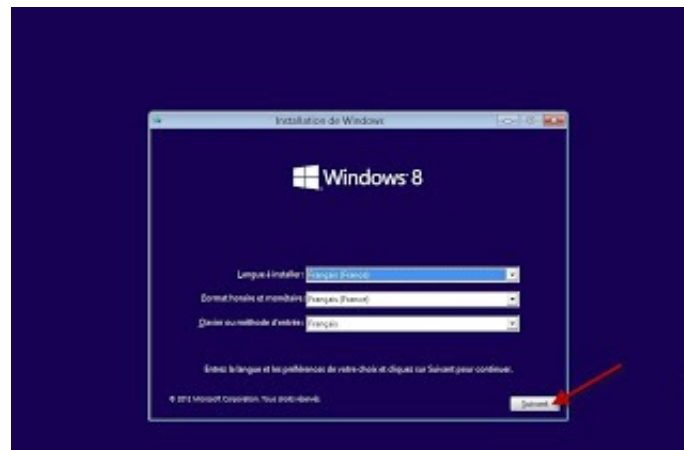 Installation de Windows
Windows 8
Langue à installer : Français (France)
Format horaire et monétaire : Français (France)
Clavier ou méthode d'entrée : Français
Entrez la langue et les préférences de votre choix et cliquez sur Suivant pour continuer.
© 2012 Microsoft Corporation. Tous droits réservés.
Suivant